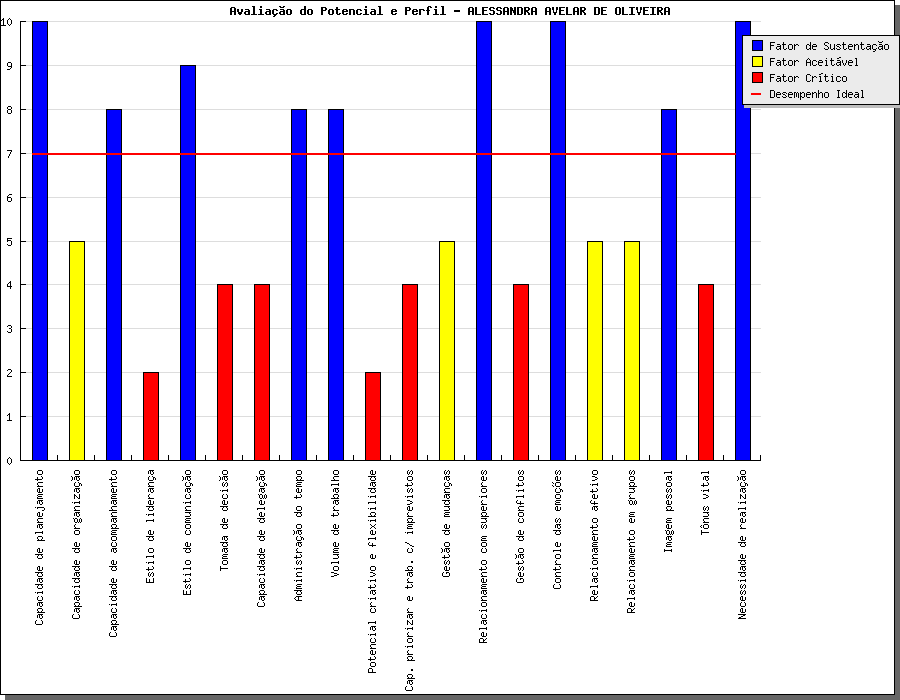 Avaliação do Potencial e Perfil - ALESSANDRA AVELAR DE OLIVEIRA
10
9
8
7
6
5
4
3
2
1
0
Fator de Sustentação
Fator Aceitável
Fator Crítico
Desempenho Ideal
Capacidade de planejamento
Capacidade de organização
Capacidade de acompanhamento
Estilo de liderança
Estilo de comunicação
Tomada de decisão
Capacidade de delegação
Administração do tempo
Volume de trabalho
Potencial criativo e flexibilidade
Cap. priorizar e trab. c/ imprevistos
Gestão de mudanças
Relacionamento com superiores
Gestão de conflitos
Controle das emoções
Relacionamento afetivo
Relacionamento em grupos
Imagem pessoal
Tônus vital
Necessidade de realização